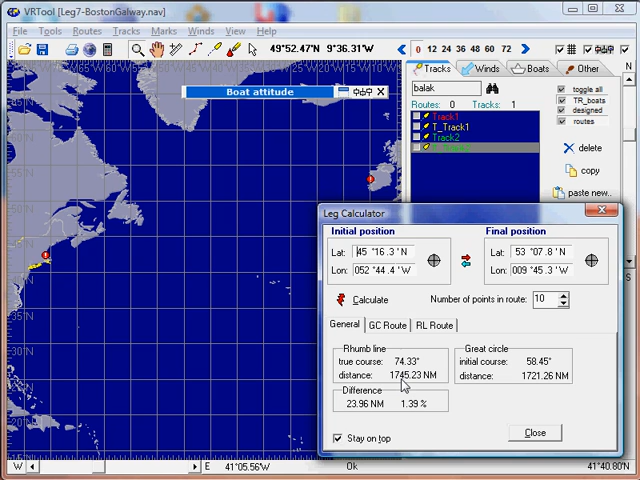 VRTool [Leg7-BostonGalway.nav]
File Tools Tracks Marks Winds View Help
49°52.47N 9°36.31W 0 12 24 36 48 60 72
Boat attitude
Tracks Winds Boats Other
balak
Routes: 0 Tracks: 1
Track1
T_Track1
Track2
toggle all
TR_boats
designed
routes
delete
copy
paste new..
N
S
Leg Calculator
Initial position Final position
Lat: 45 °16 .3 ' N Lat: 53 °07 .8 ' N
Lon: 052 °44 .4 ' W Lon: 009 °45 .3 ' W
Calculate Number of points in route: 10
General GC Route RL Route
Rhumb line Great circle
true course: 74.33° initial course: 58.45°
distance: 1745.23 NM distance: 1721.26 NM
Difference
23.96 NM 1.39 %
Stay on top Close
W E 41°05.56"W Ok 41°40.80'N